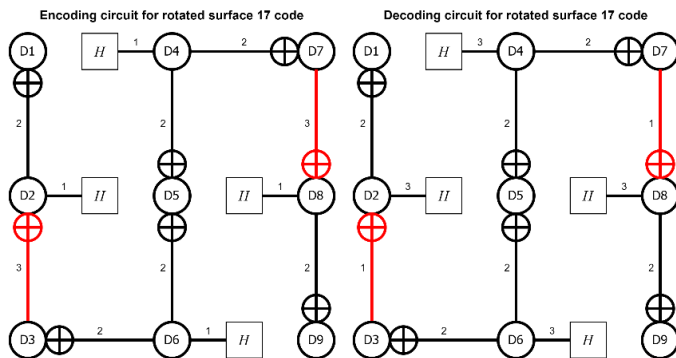 Encoding circuit for rotated surface 17 code
Decoding circuit for rotated surface 17 code
D1 H 1 D4 2 D7
D1 H 3 D4 2 D7
2 2 3
2 2 1
D2 1 H D5 H 1 D8
D2 3 H D5 H 3 D8
3 2 2
1 2 2
D3 2 D6 1 H D9
D3 2 D6 3 H D9